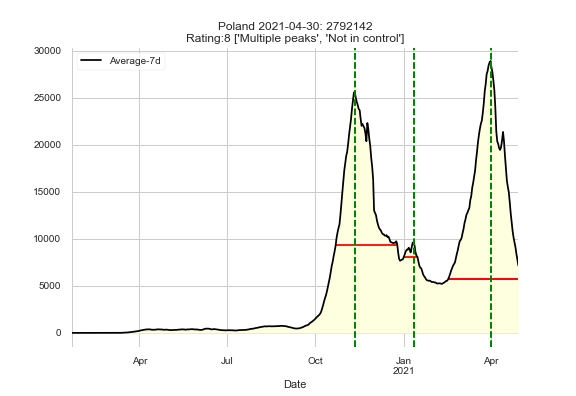 Poland 2021-04-30: 2792142
Rating:8 ['Multiple peaks', 'Not in control']
Average-7d
30000
25000
20000
15000
10000
5000
0
Apr
Jul
Oct
Jan
2021
Apr
Date